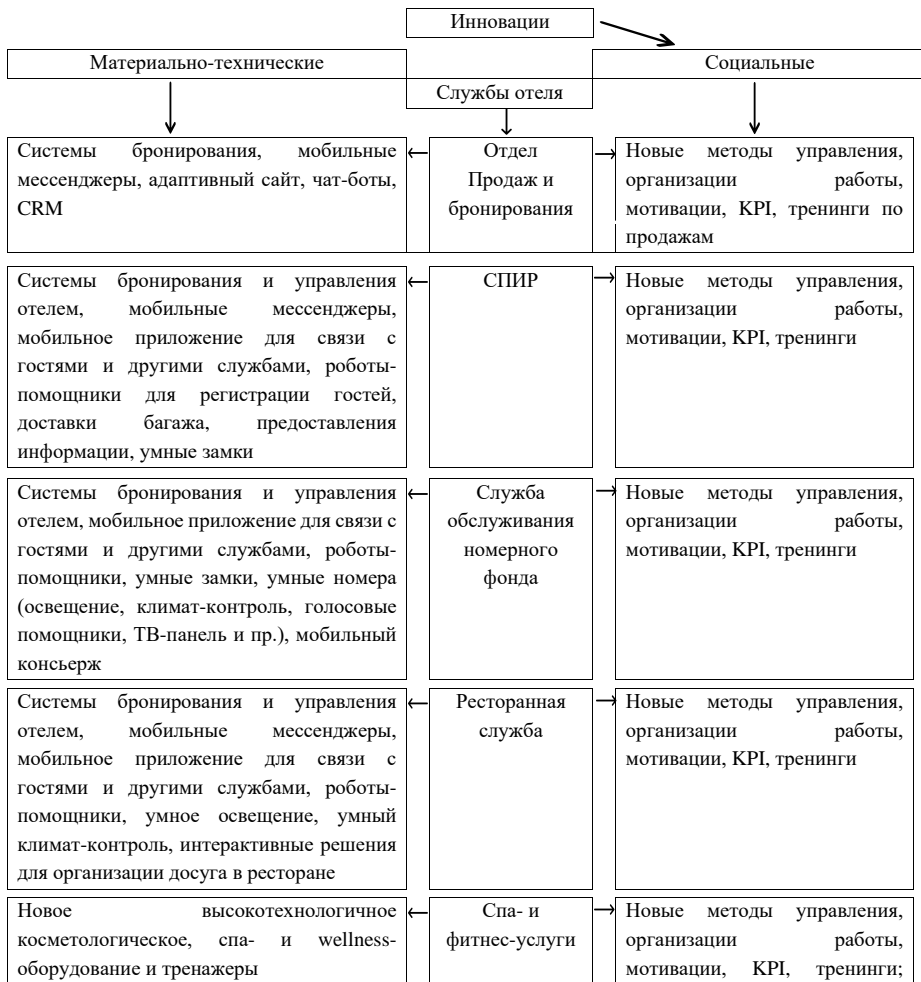 Инновации
Материально-технические
Социальные
Службы отеля
Системы бронирования, мобильные
мессенджеры, адаптивный сайт, чат-боты,
CRM
Отдел
Продаж и
бронирования
Новые методы управления,
организации работы,
мотивации, KPI, тренинги по
продажам
Системы бронирования и управления
отелем, мобильные мессенджеры,
мобильное приложение для связи с
гостями и другими службами, роботы-
помощники для регистрации гостей,
доставки багажа, предоставления
информации, умные замки
СПИР
Новые методы управления,
организации работы,
мотивации, KPI, тренинги
Системы бронирования и управления
отелем, мобильное приложение для связи с
гостями и другими службами, роботы-
помощники, умные замки, умные номера
(освещение, климат-контроль, голосовые
помощники, ТВ-панель и пр.), мобильный
консьерж
Служба
обслуживания
номерного
фонда
Новые методы управления,
организации работы,
мотивации, KPI, тренинги
Системы бронирования и управления
отелем, мобильные мессенджеры,
мобильное приложение для связи с
гостями и другими службами, роботы-
помощники, умное освещение, умный
климат-контроль, интерактивные решения
для организации досуга в ресторане
Ресторанная
служба
Новые методы управления,
организации работы,
мотивации, KPI, тренинги
Новое высокотехнологичное
косметологическое, спа- и wellness-
оборудование и тренажеры
Спа- и
фитнес-услуги
Новые методы управления,
организации работы,
мотивации, KPI, тренинги;